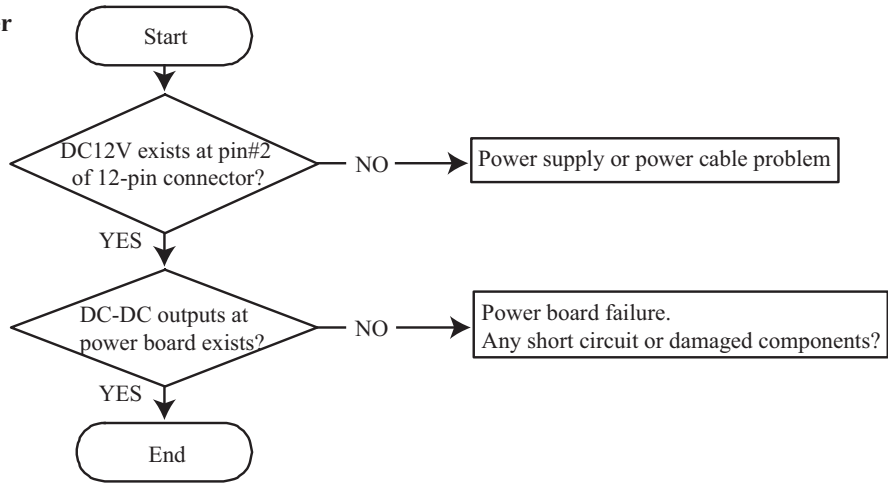 er
Start
DC12V exists at pin#2
of 12-pin connector?
NO
Power supply or power cable problem
YES
DC-DC outputs at
power board exists?
NO
Power board failure.
Any short circuit or damaged components?
YES
End